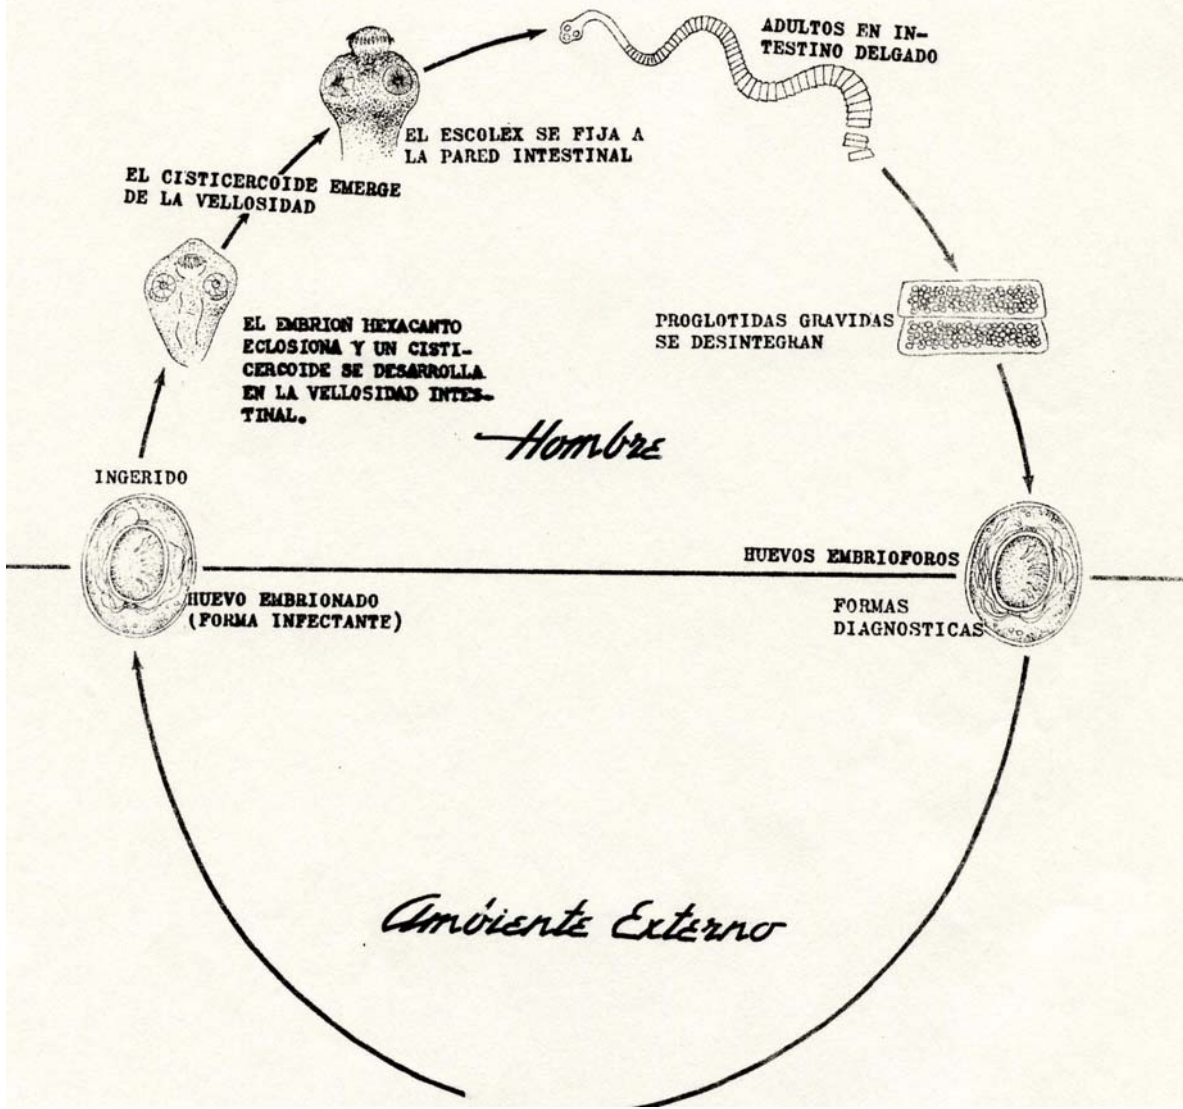 ADULTOS EN IN-
TESTINO DELGADO
EL ESCOLEX SE FIJA A
LA PARED INTESTINAL
EL CISTICERCOIDE EMERGE
DE LA VELLOSIDAD
EL EMBRION HEXACANTO
ECLOSIONA Y UN CISTI-
CERCOIDE SE DESARROLLA
EN LA VELLOSIDAD INTES-
TINAL.
PROGLOTIDAS GRAVIDAS
SE DESINTEGRAN
Hombre
INGERIDO
HUEVO EMBRIONADO
(FORMA INFECTANTE)
HUEVOS EMBRIOFOROS
FORMAS
DIAGNOSTICAS
Ambiente Externo